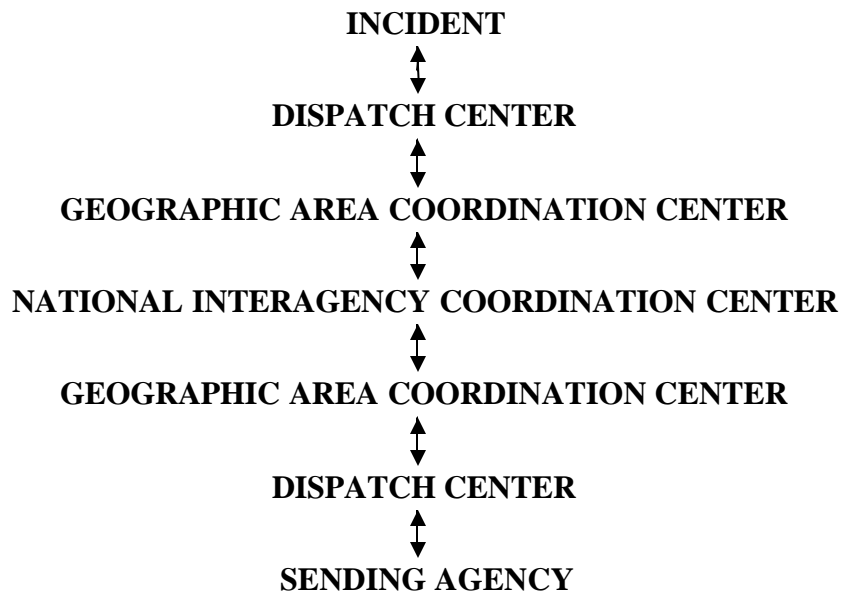 INCIDENT
DISPATCH CENTER
GEOGRAPHIC AREA COORDINATION CENTER
NATIONAL INTERAGENCY COORDINATION CENTER
GEOGRAPHIC AREA COORDINATION CENTER
DISPATCH CENTER
SENDING AGENCY